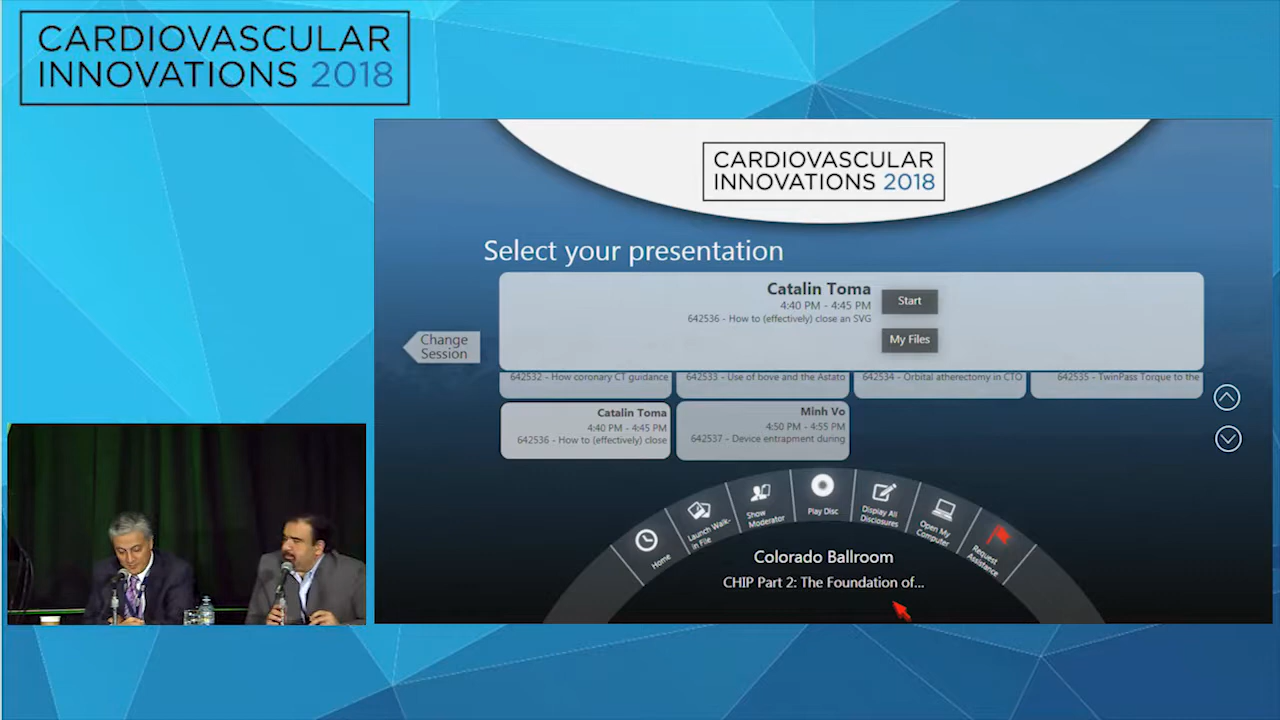 CARDIOVASCULAR
INNOVATIONS 2018
CARDIOVASCULAR
INNOVATIONS 2018
Select your presentation
Catalin Toma
4:40 PM - 4:45 PM
642536 - How to (effectively) close an SVG
Start
My Files
Change
Session
642532 - How coronary CT guidance
642533 - Use of bove and the Astato
642534 - Orbital atherectomy in CTO
642535 - TwinPass Torque to the
Catalin Toma
4:40 PM - 4:45 PM
642536 - How to (effectively) close
Minh Vo
4:50 PM - 4:55 PM
642537 - Device entrapment during
Home
Launch Walk-
in File
Show
Moderator
Play Disc
Display All
Disclosures
Open My
Computer
Request
Assistance
Colorado Ballroom
CHIP Part 2: The Foundation of...